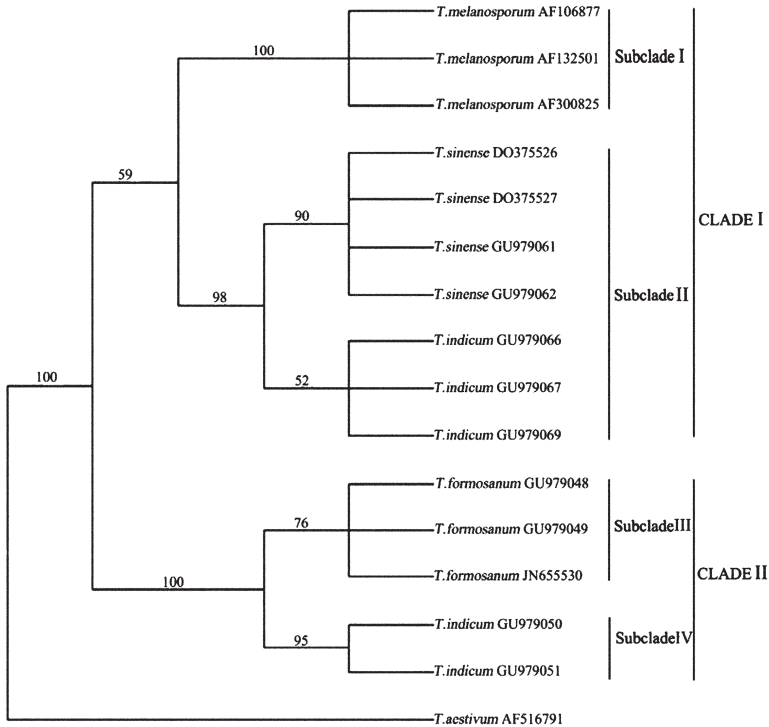 T.melanosporum AF106877
100
T.melanosporum AF132501
Subclade I
T.melanosporum AF300825
T.sinense DO375526
59
T.sinense DO375527
90
CLADE I
T.sinense GU979061
98
T.sinense GU979062
Subclade II
T.indicum GU979066
100
52
T.indicum GU979067
T.indicum GU979069
T.formosanum GU979048
76
T.formosanum GU979049
SubcladeIII
100
T.formosanum JN655530
CLADE II
T.indicum GU979050
95
SubcladeIV
T.indicum GU979051
T.aestivum AF516791